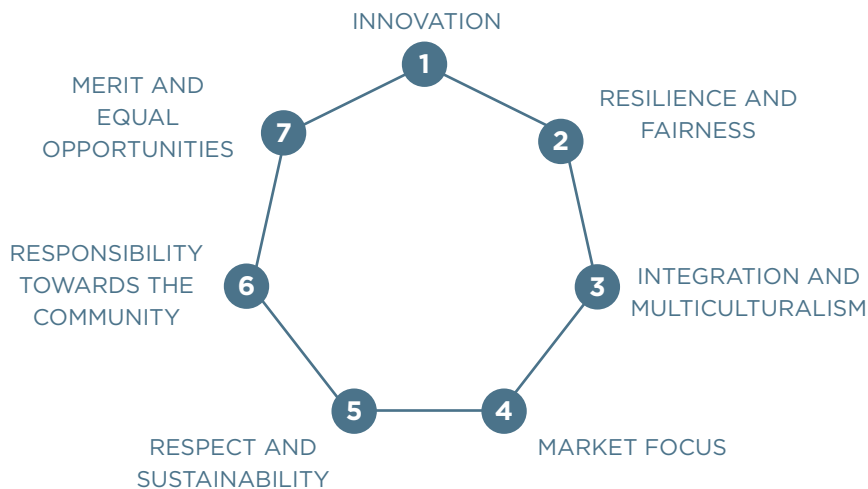 INNOVATION
1
RESILIENCE AND
FAIRNESS
2
INTEGRATION AND
MULTICULTURALISM
3
MARKET FOCUS
4
RESPECT AND
SUSTAINABILITY
5
RESPONSIBILITY
TOWARDS THE
COMMUNITY
6
MERIT AND
EQUAL
OPPORTUNITIES
7